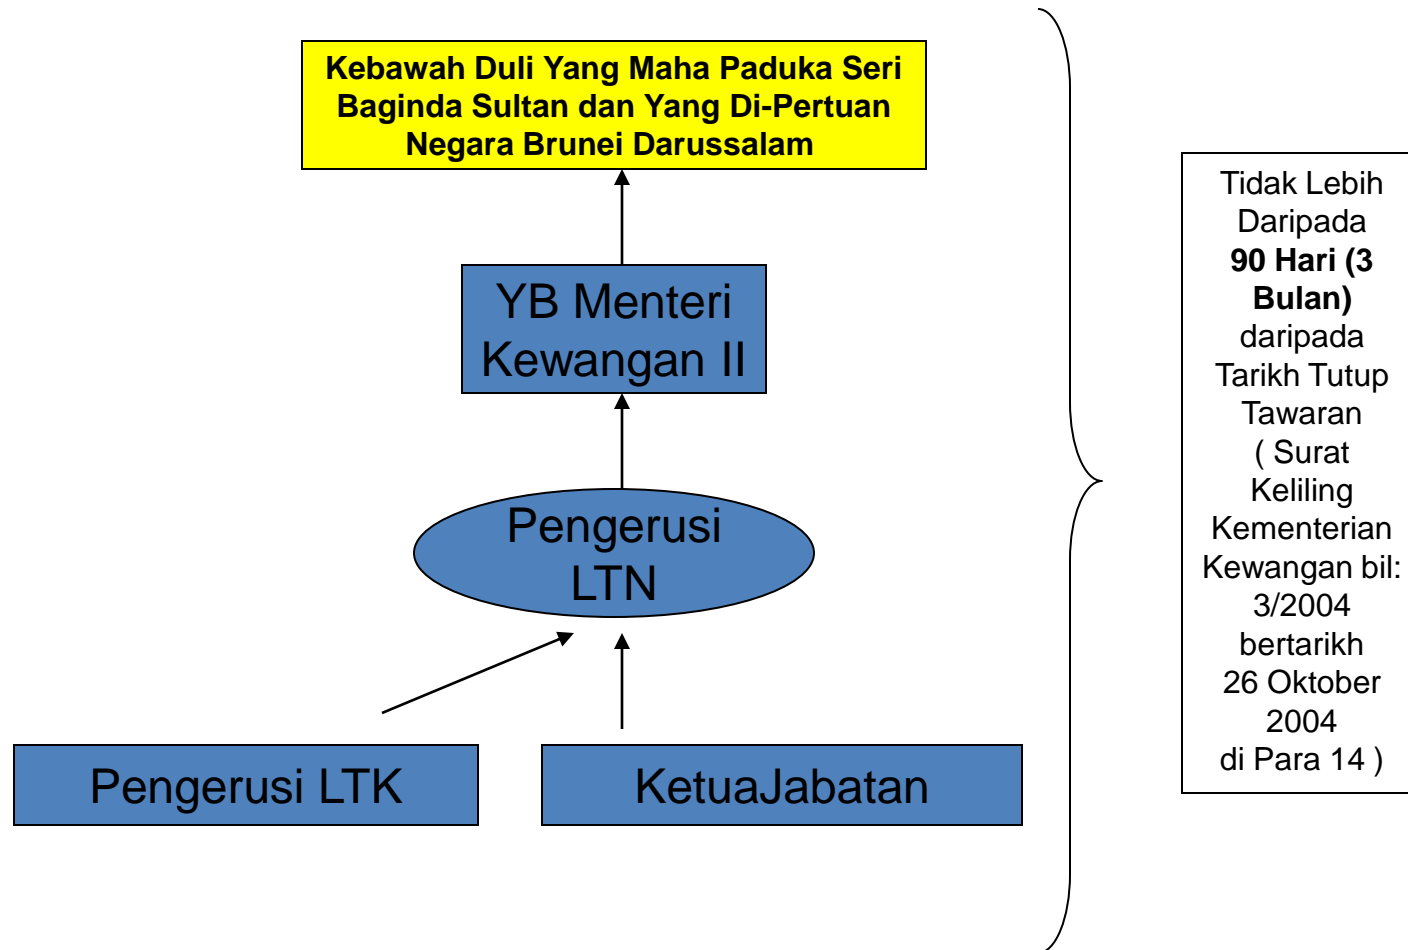 Kebawah Duli Yang Maha Paduka Seri
Baginda Sultan dan Yang Di-Pertuan
Negara Brunei Darussalam
YB Menteri
Kewangan II
Pengerusi
LTN
Pengerusi LTK
KetuaJabatan
Tidak Lebih
Daripada
90 Hari (3
Bulan)
daripada
Tarikh Tutup
Tawaran
( Surat
Keliling
Kementerian
Kewangan bil:
3/2004
bertarikh
26 Oktober
2004
di Para 14 )